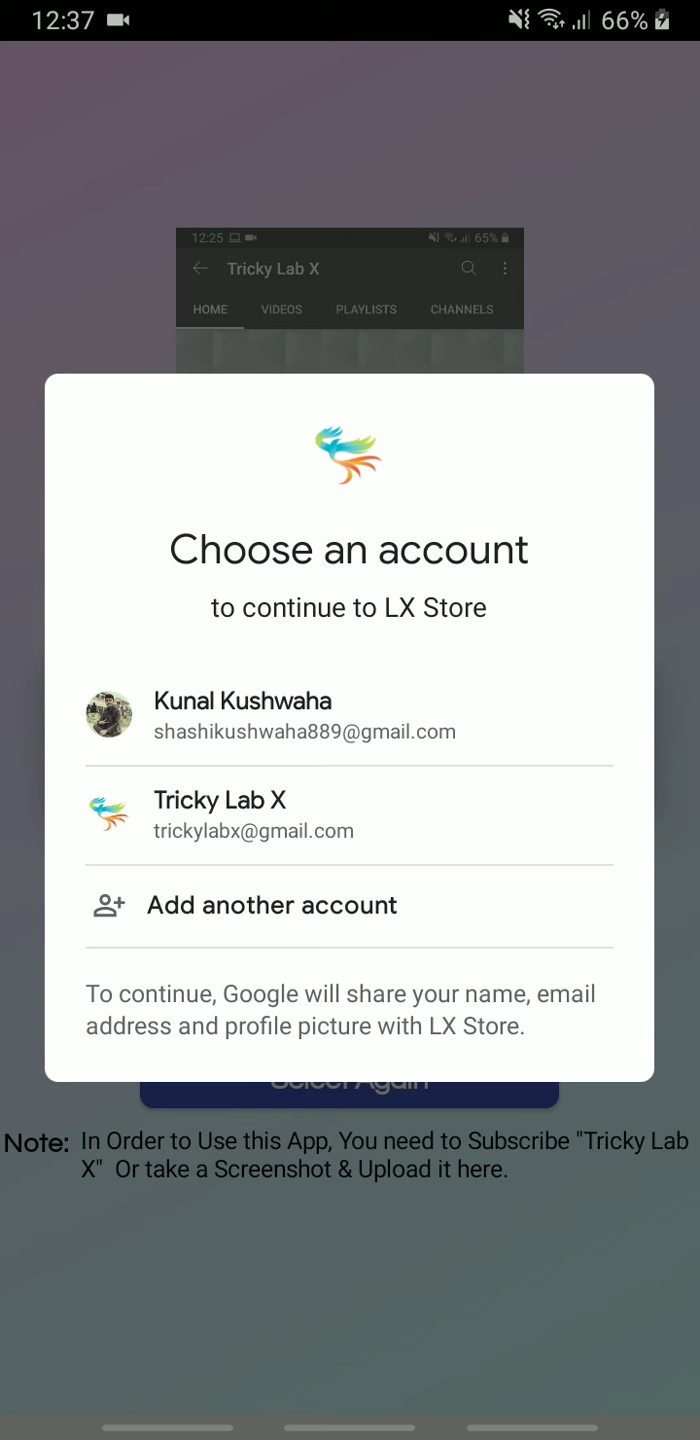 12:37
66%
12:25
65%
Tricky Lab X
HOME VIDEOS PLAYLISTS CHANNELS
Choose an account
to continue to LX Store
Kunal Kushwaha
shashikushwaha889@gmail.com
Tricky Lab X
trickylabx@gmail.com
Add another account
To continue, Google will share your name, email
address and profile picture with LX Store.
Select Again
Note: In Order to Use this App, You need to Subscribe "Tricky Lab
X" Or take a Screenshot & Upload it here.